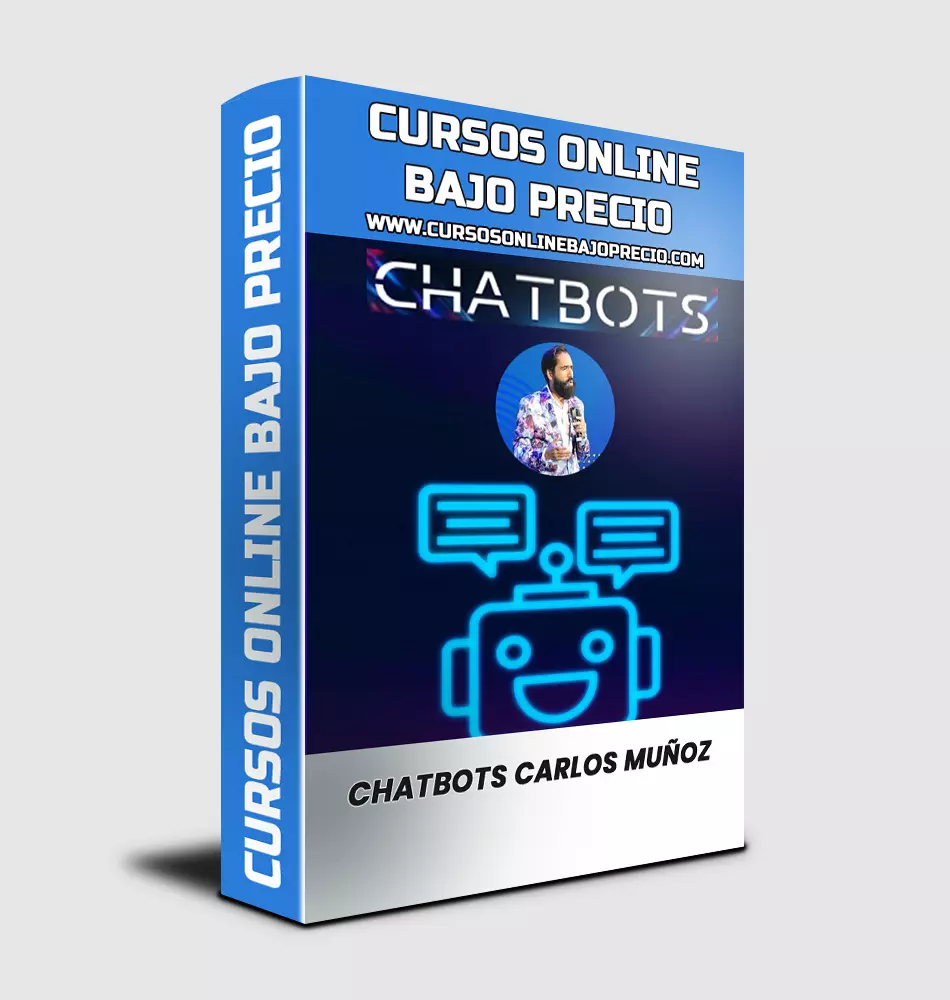 CURSOS ONLINE BAJO PRECIO
CURSOS ONLINE
BAJO PRECIO
WWW.CURSOSONLINEBAJOPRECIO.COM
CHATBOTS
CHATBOTS CARLOS MUÑOZ